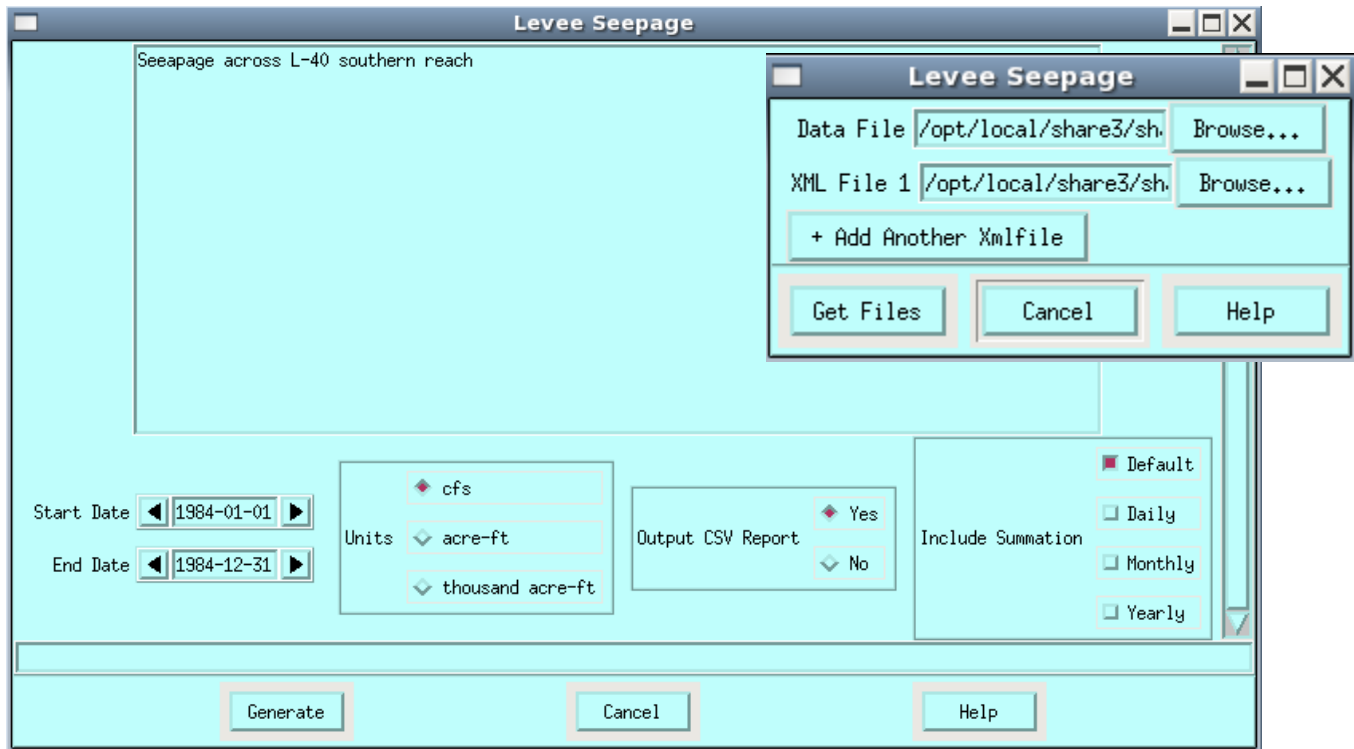 Levee Seepage
Seeapage across L-40 southern reach
Levee Seepage
Data File /opt/local/share3/sh Browse...
XML File 1 /opt/local/share3/sh Browse...
+ Add Another Xmlfile
Get Files Cancel Help
Start Date 1984-01-01
End Date 1984-12-31
Units
cfs
acre-ft
thousand acre-ft
Output CSV Report
Yes
No
Include Summation
Default
Daily
Monthly
Yearly
Generate Cancel Help